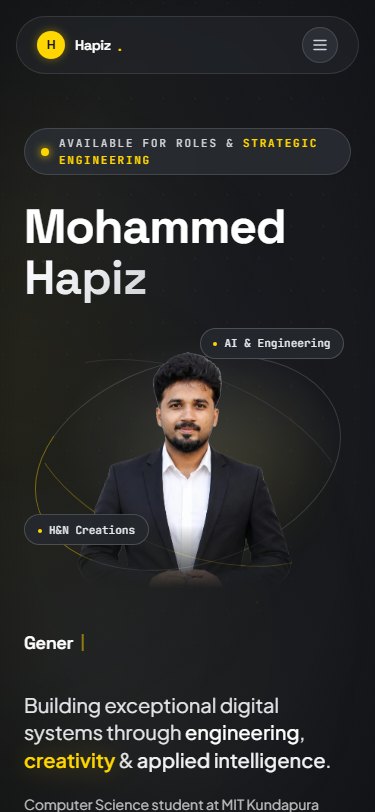 H
Hapiz .
AVAILABLE FOR ROLES & STRATEGIC
ENGINEERING
Mohammed
Hapiz
AI & Engineering
H&N Creations
Gener
Building exceptional digital
systems through engineering,
creativity & applied intelligence.
Computer Science student at MIT Kundapura